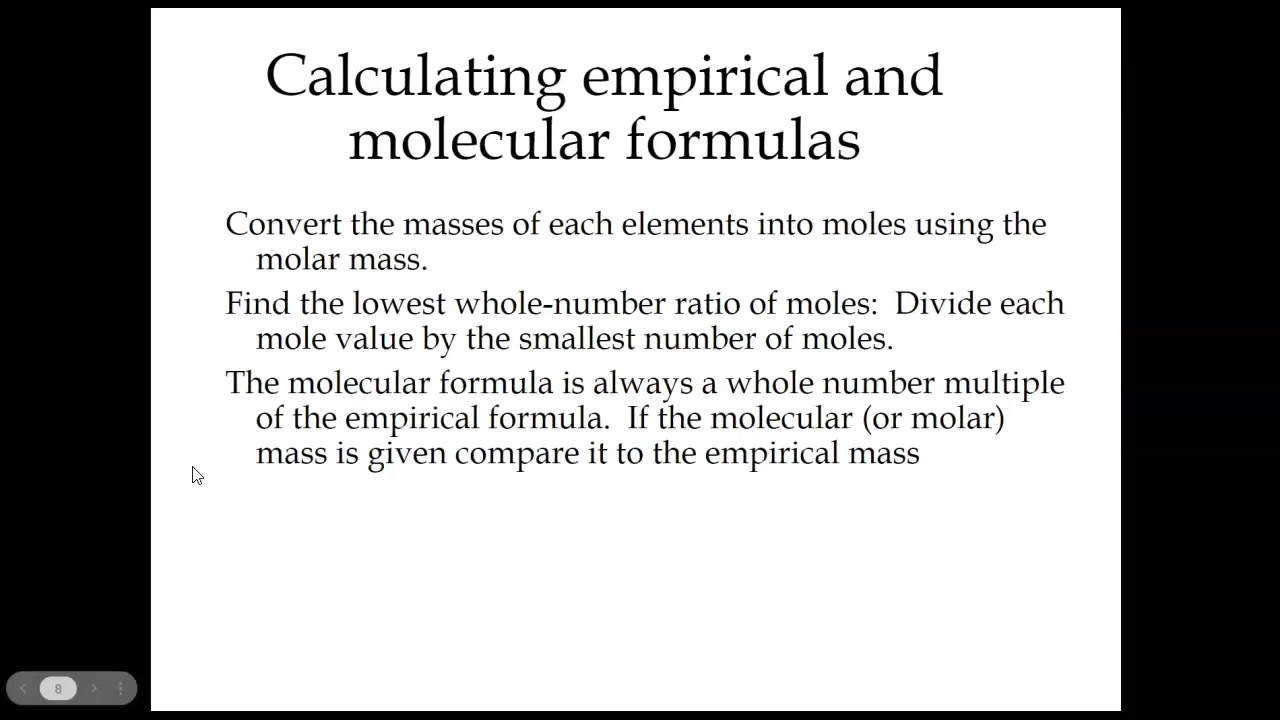 Calculating empirical and
molecular formulas
Convert the masses of each elements into moles using the
molar mass.
Find the lowest whole-number ratio of moles:  Divide each
mole value by the smallest number of moles.
The molecular formula is always a whole number multiple
of the empirical formula.  If the molecular (or molar)
mass is given compare it to the empirical mass
8